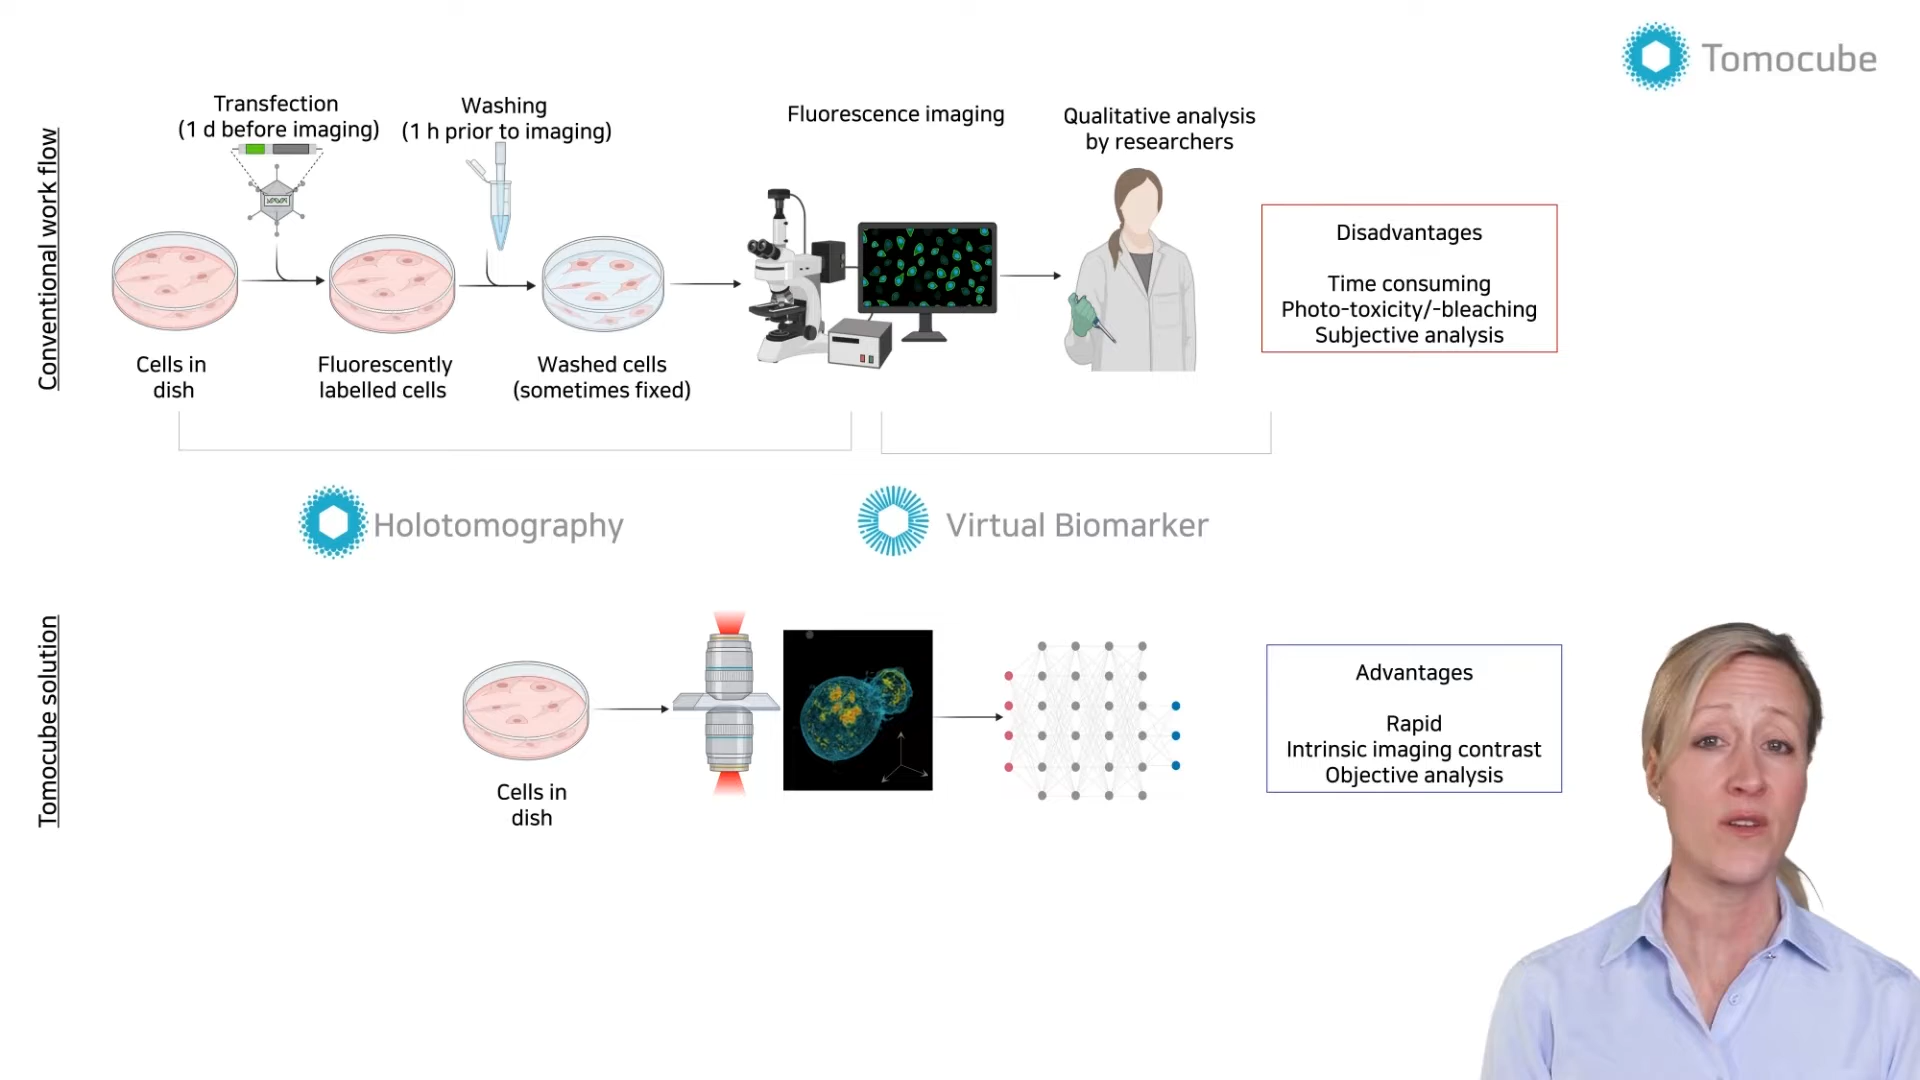 Tomocube
Conventional work flow
Transfection
(1 d before imaging)
Washing
(1 h prior to imaging)
Fluorescence imaging
Qualitative analysis
by researchers
Cells in
dish
Fluorescently
labelled cells
Washed cells
(sometimes fixed)
Disadvantages
Time consuming
Photo-toxicity/-bleaching
Subjective analysis
Holotomography
Virtual Biomarker
Tomocube solution
Cells in
dish
Advantages
Rapid
Intrinsic imaging contrast
Objective analysis